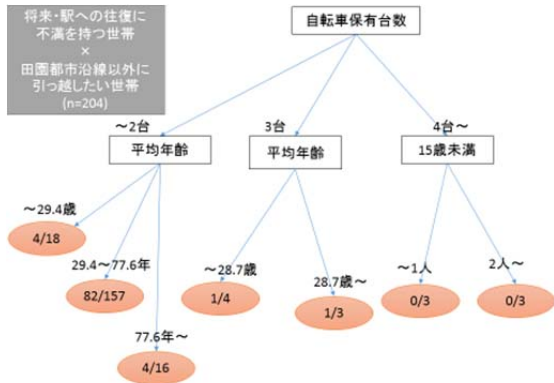 将来・駅への往復に
不満を持つ世帯
×
田園都市沿線以外に
引っ越したい世帯
(n=204)
自転車保有台数
～2台
3台
4台～
平均年齢
平均年齢
15歳未満
～29.4歳
4/18
29.4～77.6年
82/157
77.6年～
4/16
～28.7歳
1/4
28.7歳～
1/3
～1人
0/3
2人～
0/3